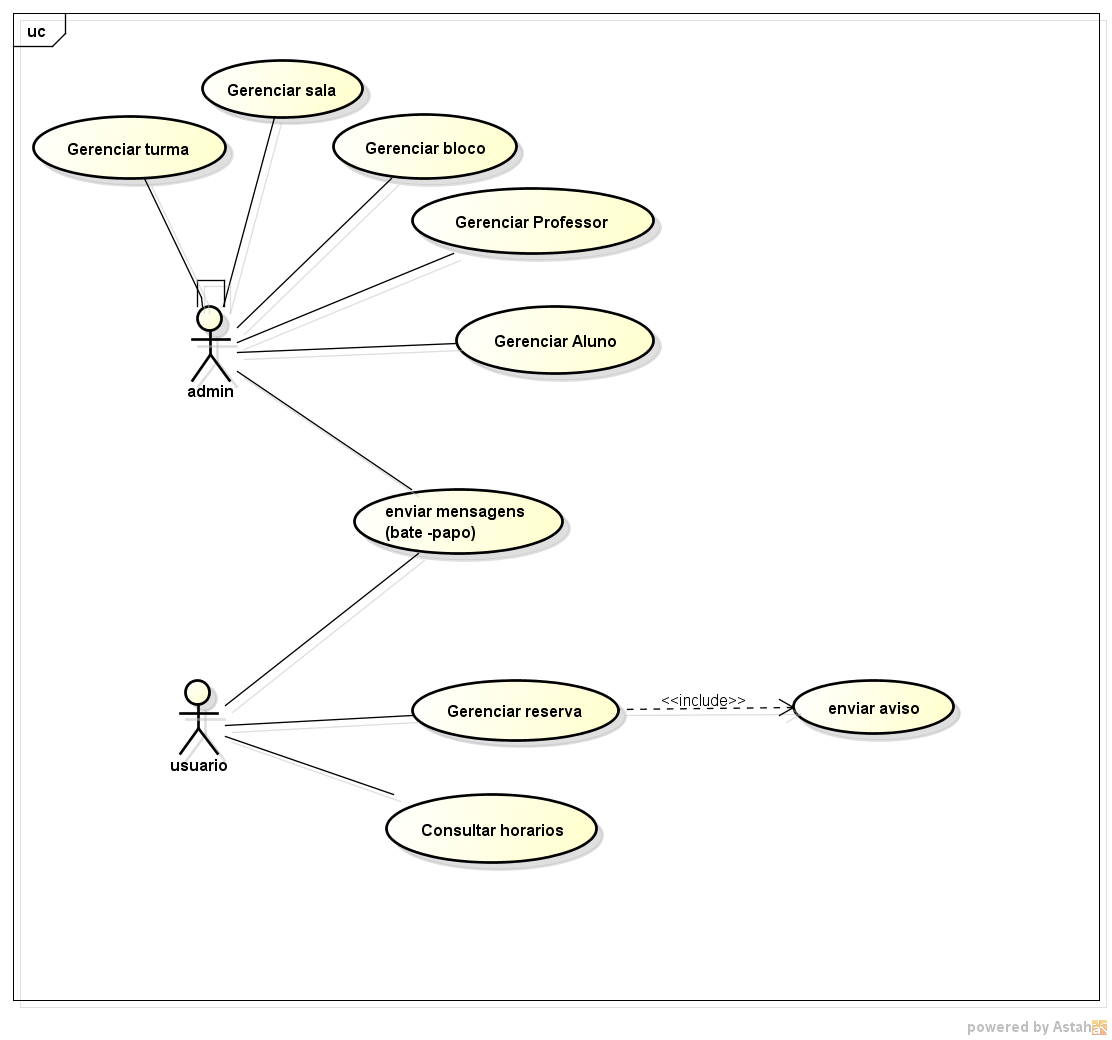 uc
Gerenciar sala
Gerenciar turma
Gerenciar bloco
Gerenciar Professor
Gerenciar Aluno
admin
enviar mensagens
(bate -papo)
<<include>>
Gerenciar reserva
enviar aviso
usuario
Consultar horarios
powered by Astah